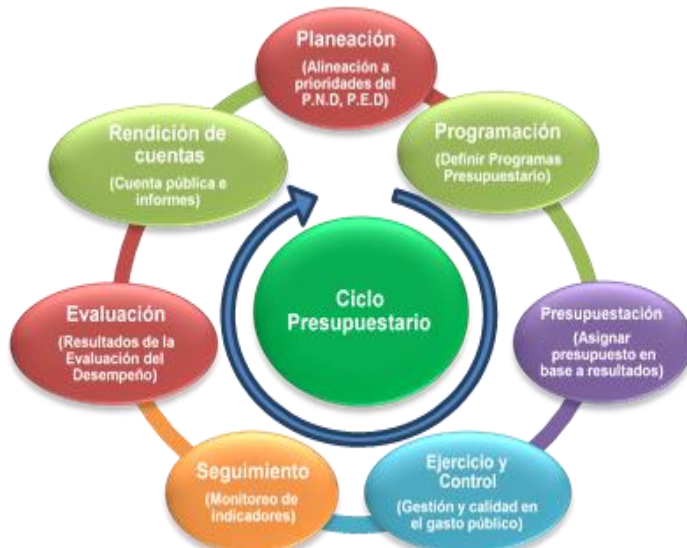 Planeación
(Alineación a
prioridades del
P.N.D, P.E.D)
Programación
(Definir Programas
Presupuestario)
Presupuestación
(Asignar
presupuesto en
base a resultados)
Ejercicio y
Control
(Gestión y calidad en
el gasto público)
Seguimiento
(Monitoreo de
indicadores)
Evaluación
(Resultados de la
Evaluación del
Desempeño)
Rendición de
cuentas
(Cuenta pública e
informes)
Ciclo
Presupuestario